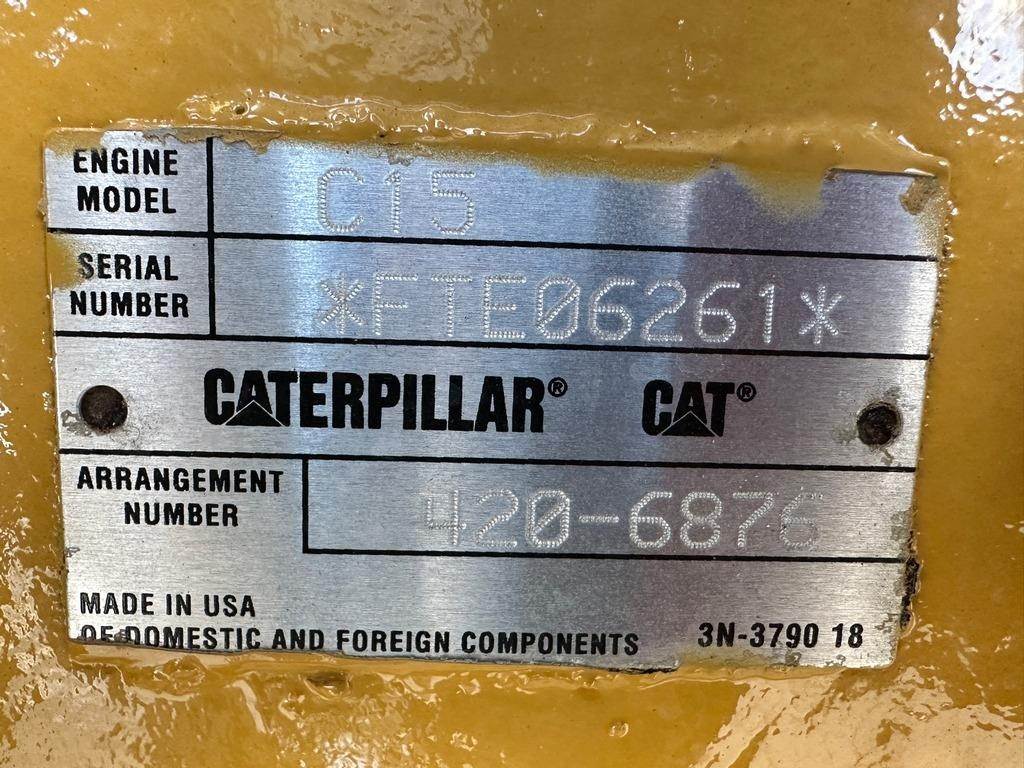 ENGINE
MODEL
C15
SERIAL
NUMBER
*FTE06261*
CATERPILLAR® CAT®
ARRANGEMENT
NUMBER
420-6876
MADE IN USA
OF DOMESTIC AND FOREIGN COMPONENTS
3N-3790 18